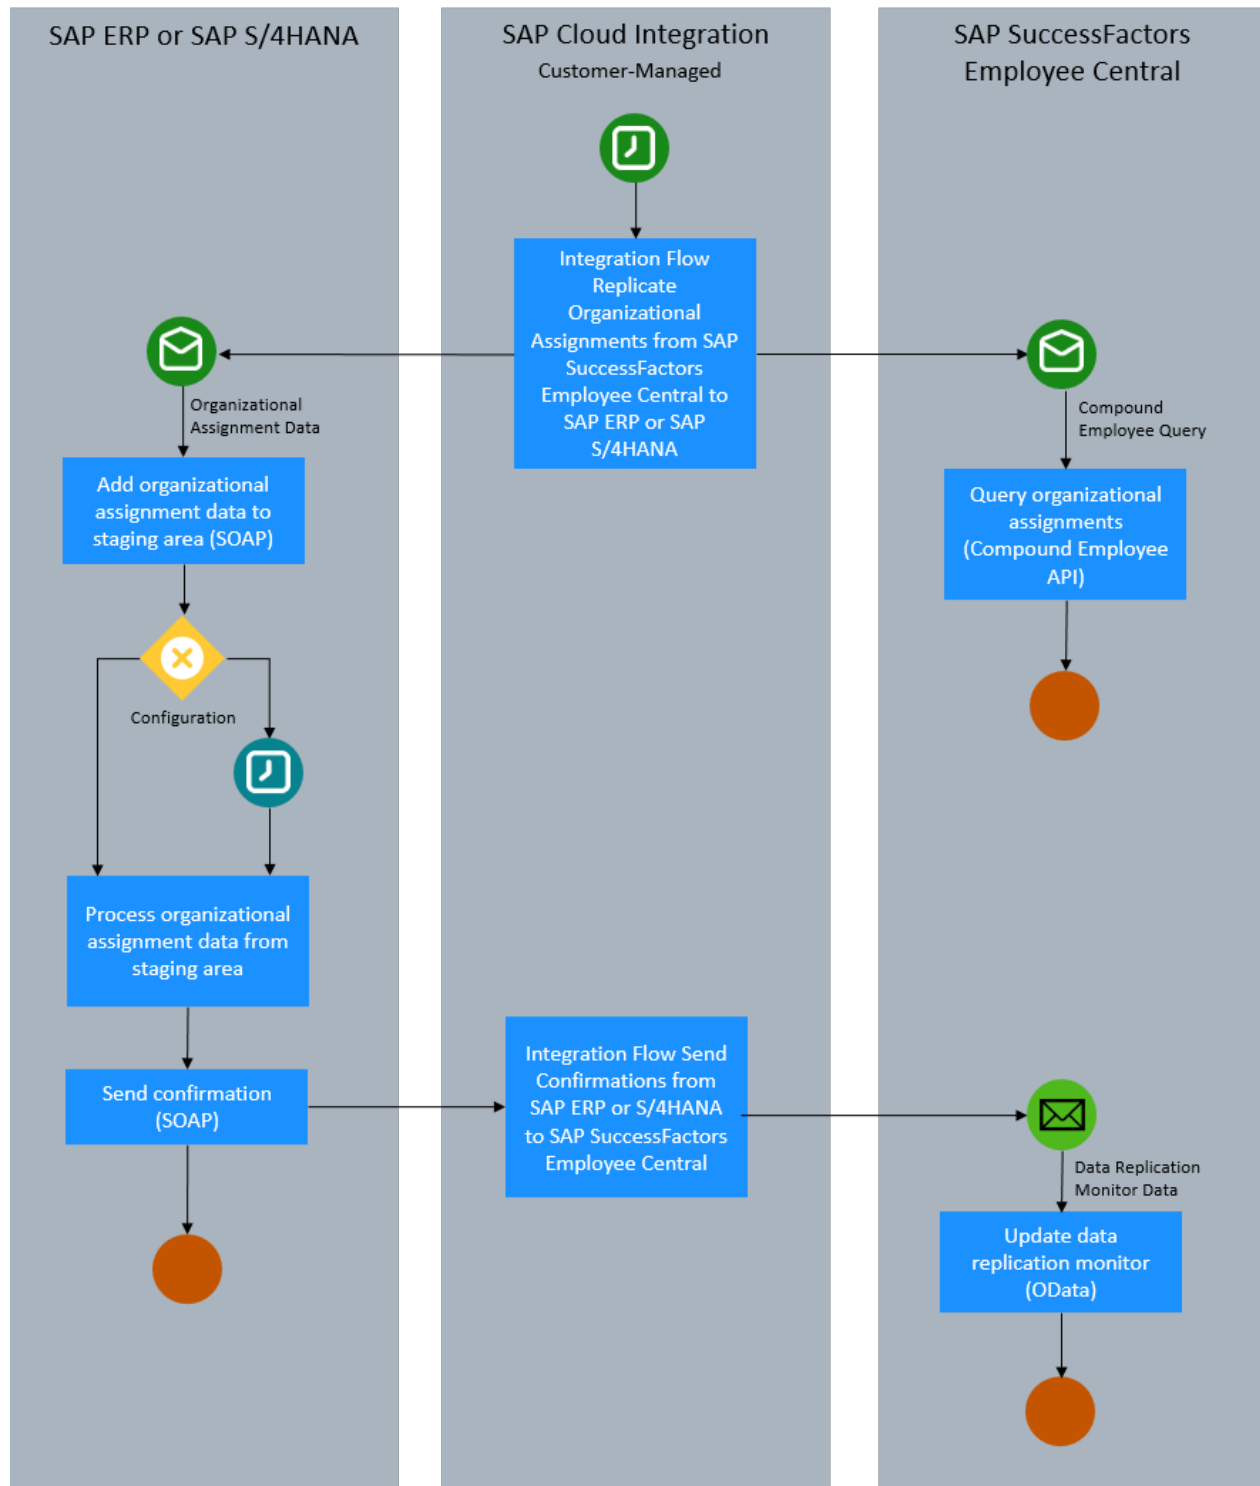 SAP ERP or SAP S/4HANA
SAP Cloud Integration
Customer-Managed
SAP SuccessFactors
Employee Central
Integration Flow
Replicate
Organizational
Assignments from SAP
SuccessFactors
Employee Central to
SAP ERP or SAP
S/4HANA
Organizational
Assignment Data
Compound
Employee Query
Add organizational
assignment data to
staging area (SOAP)
Query organizational
assignments
(Compound Employee
API)
Configuration
Process organizational
assignment data from
staging area
Send confirmation
(SOAP)
Integration Flow Send
Confirmations from
SAP ERP or S/4HANA
to SAP SuccessFactors
Employee Central
Data Replication
Monitor Data
Update data
replication monitor
(OData)